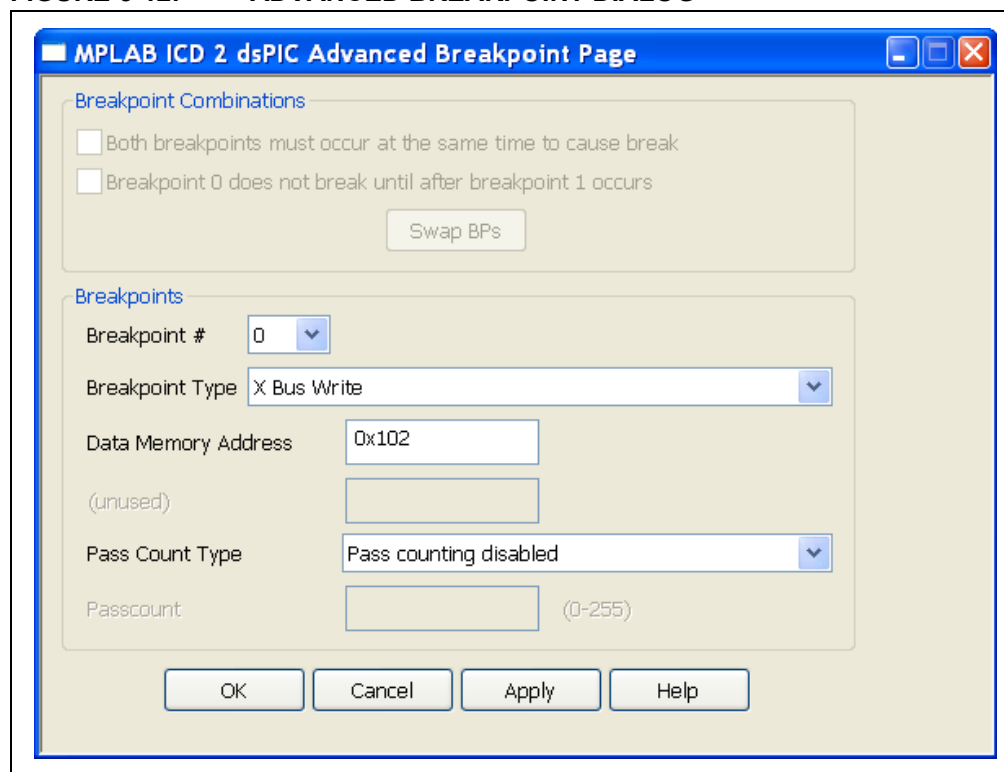 MPLAB ICD 2 dsPIC Advanced Breakpoint Page
Breakpoint Combinations
Both breakpoints must occur at the same time to cause break
Breakpoint 0 does not break until after breakpoint 1 occurs
Swap BPs
Breakpoints
Breakpoint # 0
Breakpoint Type X Bus Write
Data Memory Address 0x102
(unused)
Pass Count Type Pass counting disabled
Passcount (0-255)
OK Cancel Apply Help